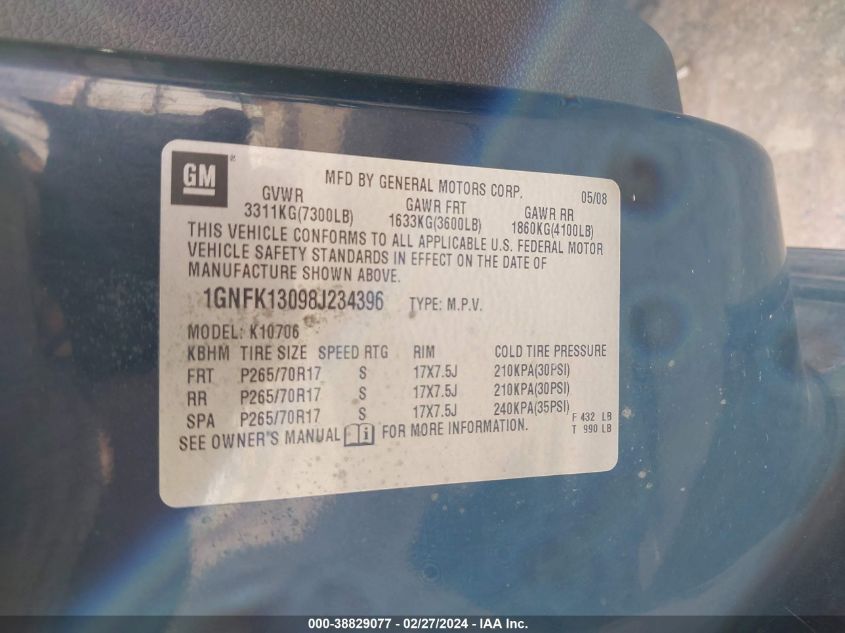 GM ®
MFD BY GENERAL MOTORS CORP. 05/08
GVWR GAWR FRT GAWR RR
3311KG(7300LB) 1633KG(3600LB) 1860KG(4100LB)
THIS VEHICLE CONFORMS TO ALL APPLICABLE U.S. FEDERAL MOTOR
VEHICLE SAFETY STANDARDS IN EFFECT ON THE DATE OF
MANUFACTURE SHOWN ABOVE.
1GNFK13098J234396 TYPE: M.P.V.
MODEL: K10706
KBHM TIRE SIZE SPEED RTG RIM COLD TIRE PRESSURE
FRT P265/70R17 S 17X7.5J 210KPA(30PSI)
RR P265/70R17 S 17X7.5J 210KPA(30PSI)
SPA P265/70R17 S 17X7.5J 240KPA(35PSI) F 432 LB
SEE OWNER'S MANUAL i FOR MORE INFORMATION. T 990 LB
000-38829077 - 02/27/2024 - IAA Inc.